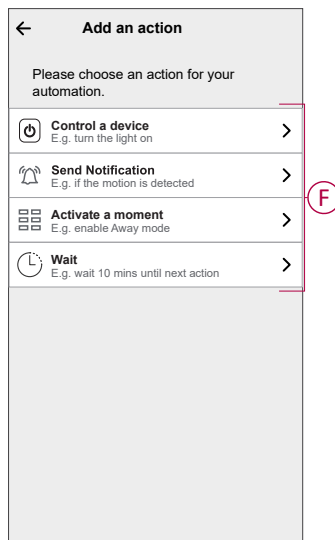 Add an action
Please choose an action for your
automation.
Control a device
E.g. turn the light on
Send Notification
E.g. if the motion is detected
Activate a moment
E.g. enable Away mode
Wait
E.g. wait 10 mins until next action
F